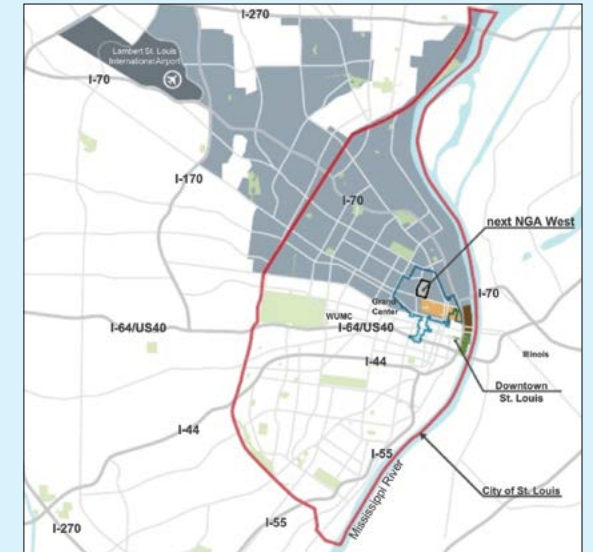 I-270
Lambert St. Louis
International Airport
I-70
I-170
I-70
next NGA West
I-70
Grand
Center
WUMC
I-64/US40
I-64/US40
Illinois
I-44
Downtown
St. Louis
I-44
I-55
City of St. Louis
Mississippi River
I-270
I-55